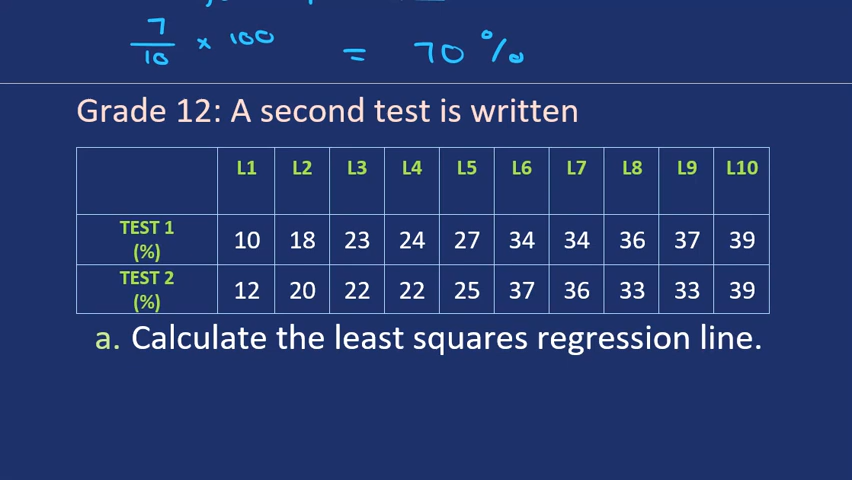 7
10
× 100
= 70 %
Grade 12: A second test is written
L1 L2 L3 L4 L5 L6 L7 L8 L9 L10
TEST 1
(%)
10 18 23 24 27 34 34 36 37 39
TEST 2
(%)
12 20 22 22 25 37 36 33 33 39
a. Calculate the least squares regression line.